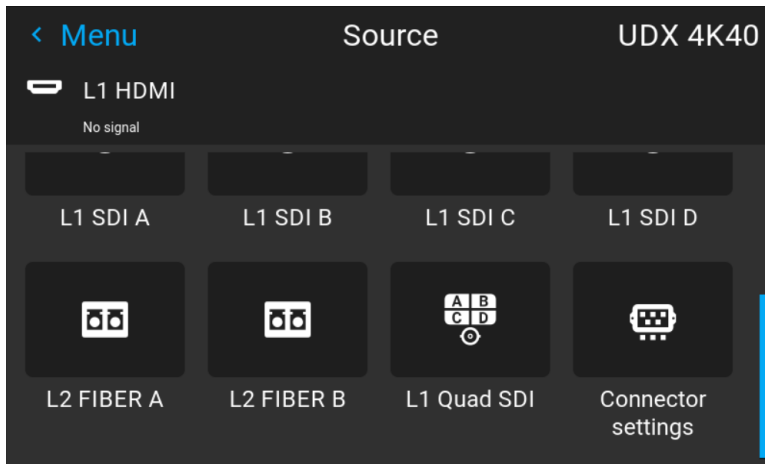 Menu Source UDX 4K40
L1 HDMI
No signal
L1 SDI A L1 SDI B L1 SDI C L1 SDI D
A B
C D
L2 FIBER A L2 FIBER B L1 Quad SDI Connector
settings